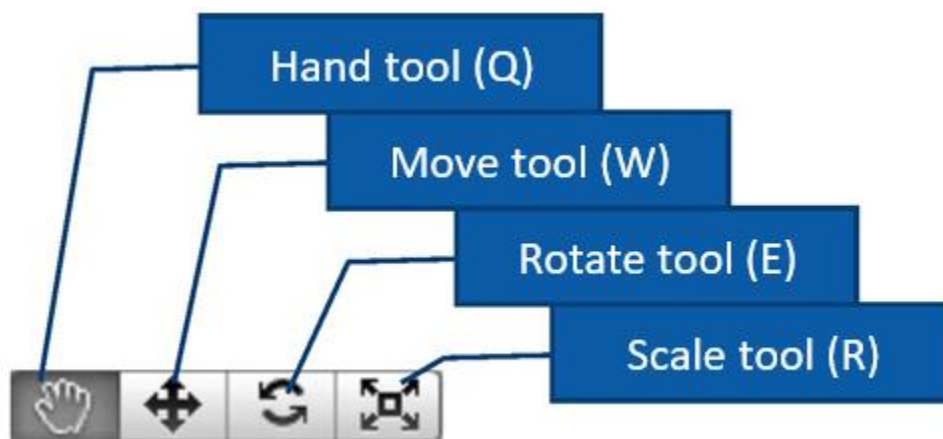 Hand tool (Q)
Move tool (W)
Rotate tool (E)
Scale tool (R)